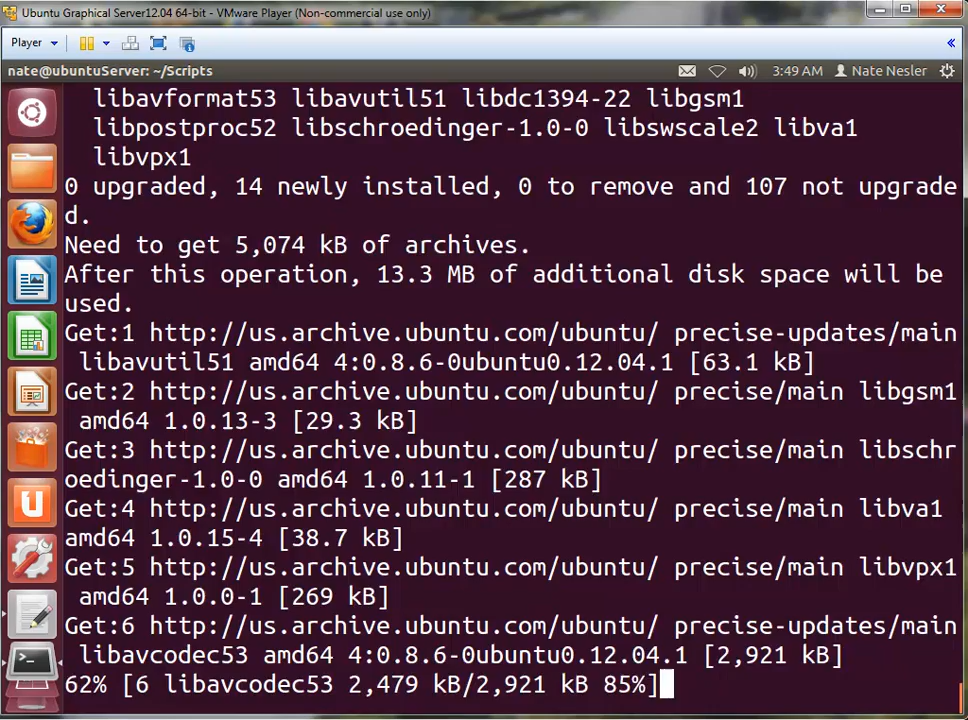 Ubuntu Graphical Server12.04 64-bit - VMware Player (Non-commercial use only)
Player
nate@ubuntuServer: ~/Scripts 3:49 AM Nate Nesler
libavformat53 libavutil51 libdc1394-22 libgsm1
libpostproc52 libschroedinger-1.0-0 libswscale2 libva1
libvpx1
0 upgraded, 14 newly installed, 0 to remove and 107 not upgrade
d.
Need to get 5,074 kB of archives.
After this operation, 13.3 MB of additional disk space will be
used.
Get:1 http://us.archive.ubuntu.com/ubuntu/ precise-updates/main
libavutil51 amd64 4:0.8.6-0ubuntu0.12.04.1 [63.1 kB]
Get:2 http://us.archive.ubuntu.com/ubuntu/ precise/main libgsm1
amd64 1.0.13-3 [29.3 kB]
Get:3 http://us.archive.ubuntu.com/ubuntu/ precise/main libschr
oedinger-1.0-0 amd64 1.0.11-1 [287 kB]
Get:4 http://us.archive.ubuntu.com/ubuntu/ precise/main libva1
amd64 1.0.15-4 [38.7 kB]
Get:5 http://us.archive.ubuntu.com/ubuntu/ precise/main libvpx1
amd64 1.0.0-1 [269 kB]
Get:6 http://us.archive.ubuntu.com/ubuntu/ precise-updates/main
libavcodec53 amd64 4:0.8.6-0ubuntu0.12.04.1 [2,921 kB]
62% [6 libavcodec53 2,479 kB/2,921 kB 85%]